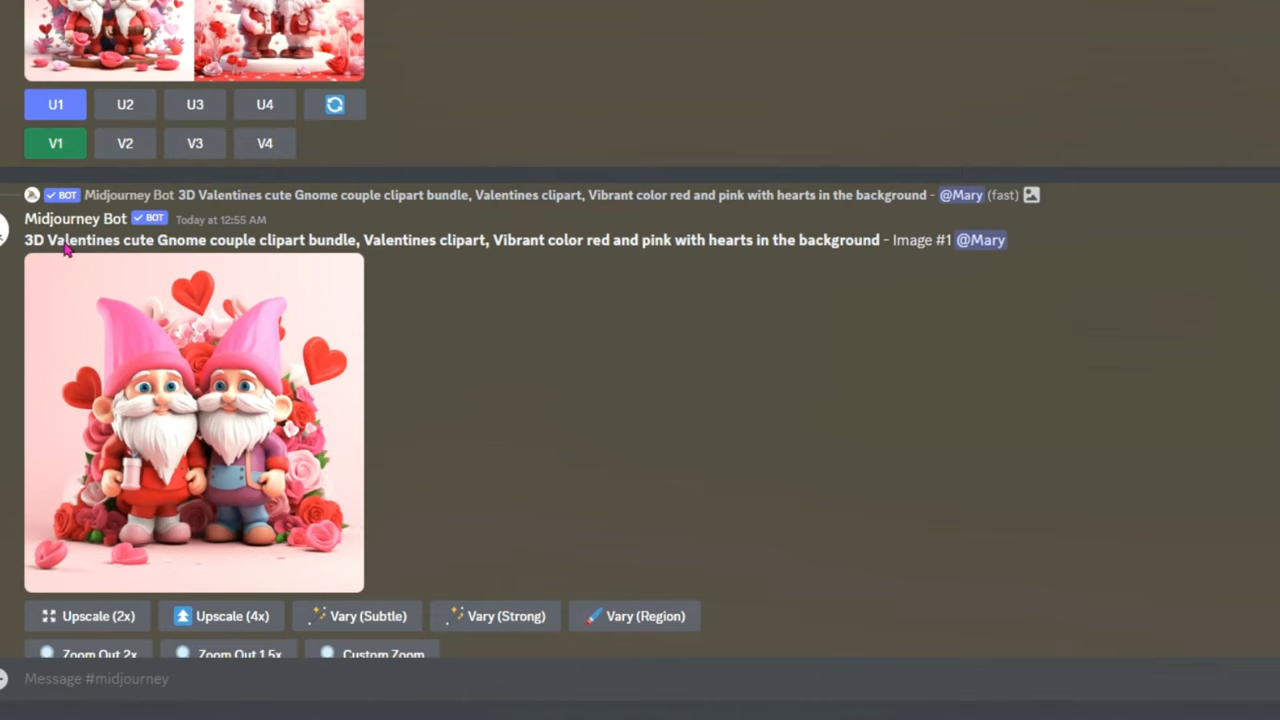 U1 U2 U3 U4
V1 V2 V3 V4
BOT Midjourney Bot 3D Valentines cute Gnome couple clipart bundle, Valentines clipart, Vibrant color red and pink with hearts in the background - @Mary (fast)
Midjourney Bot BOT Today at 12:55 AM
3D Valentines cute Gnome couple clipart bundle, Valentines clipart, Vibrant color red and pink with hearts in the background - Image #1 @Mary
Upscale (2x) Upscale (4x) Vary (Subtle) Vary (Strong) Vary (Region)
Zoom Out 2x Zoom Out 1.5x Custom Zoom
Message #midjourney